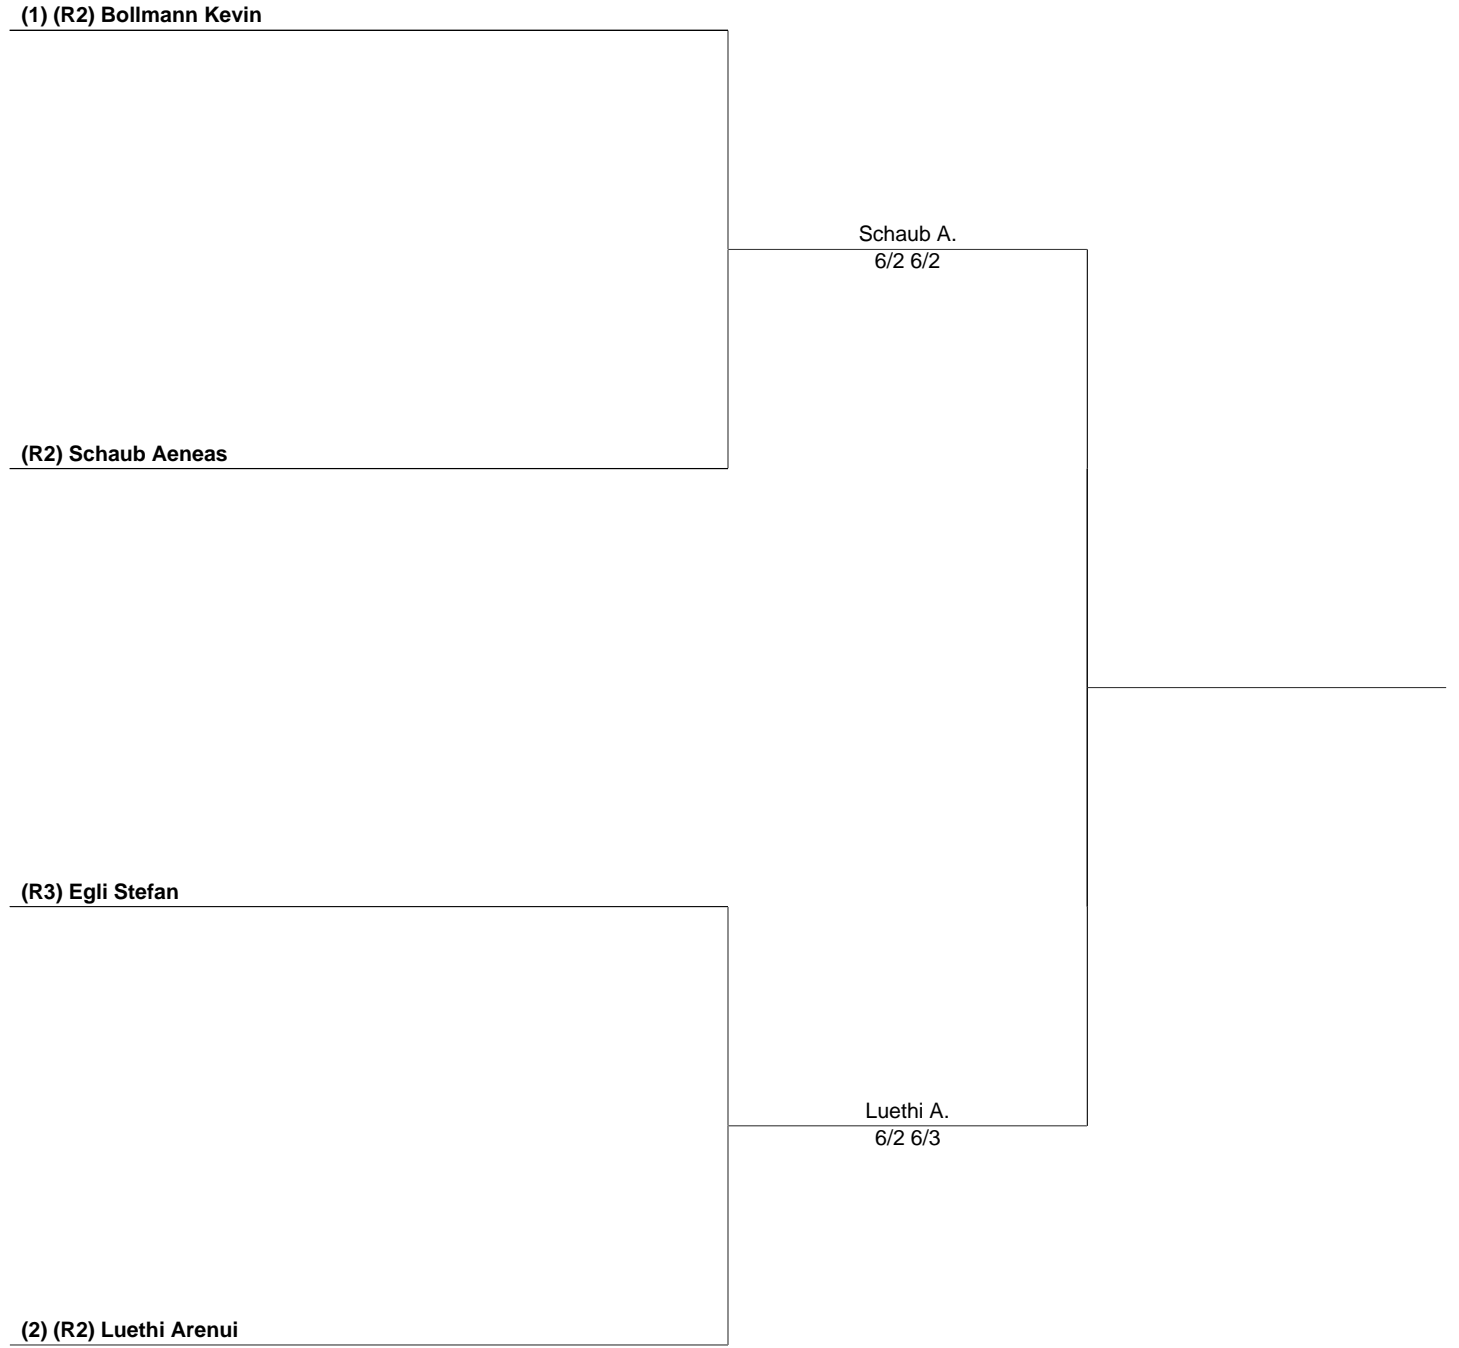 (1) (R2) Bollmann Kevin
Schaub A.
6/2 6/2
(R2) Schaub Aeneas
(R3) Egli Stefan
Luethi A.
6/2 6/3
(2) (R2) Luethi Arenui